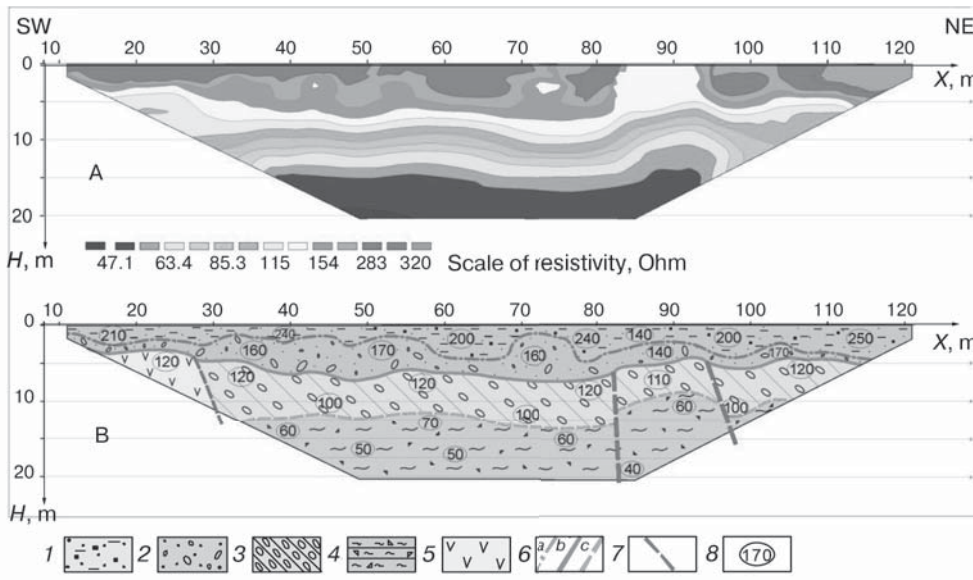 SW NE
10 20 30 40 50 60 70 80 90 100 110 120
0
X, m
10
A
20
H, m
47.1 63.4 85.3 115 154 283 320 Scale of resistivity, Ohm
10 20 30 40 50 60 70 80 90 100 110 120
0
210 240 200 240 140 200 250
X, m
160 170 160 140 170
120 120 120 120 110 120
10
100 100 60 100
B
60 70 60
50 50
20
40
H, m
1 2 3 4 5 V V V V 6 a b c 7 8 170